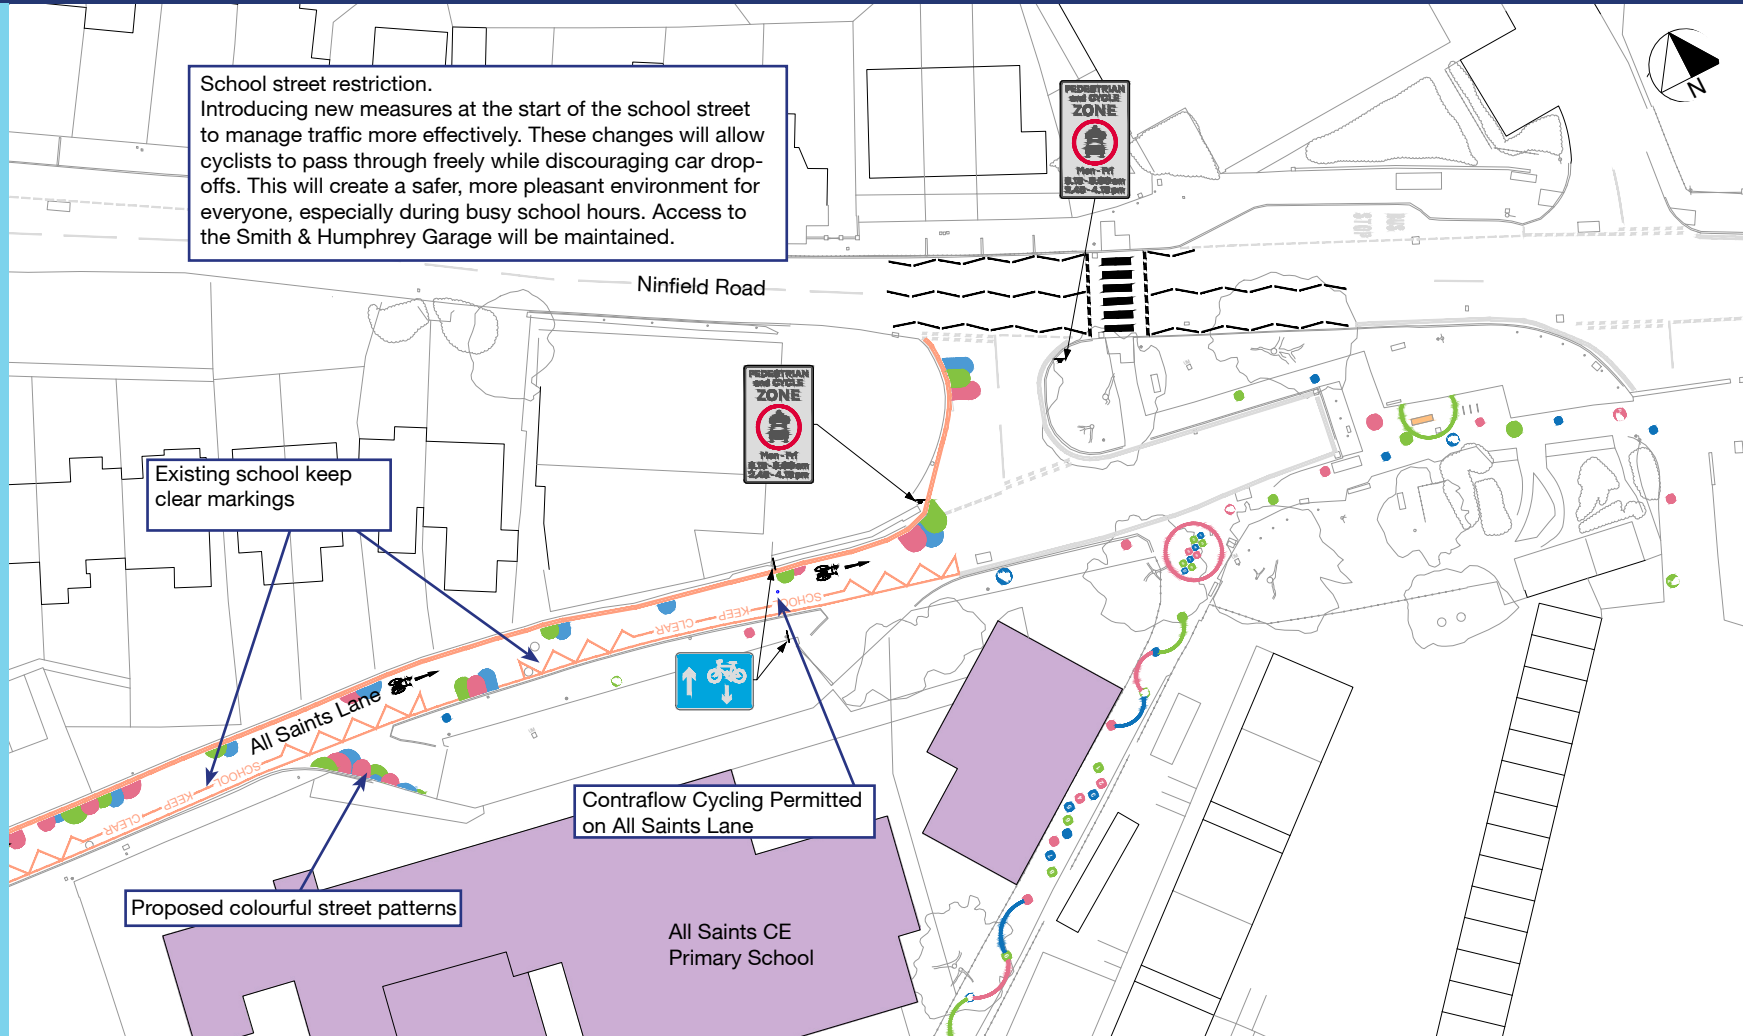 School street restriction.
Introducing new measures at the start of the school street
to manage traffic more effectively. These changes will allow
cyclists to pass through freely while discouraging car drop-
offs. This will create a safer, more pleasant environment for
everyone, especially during busy school hours. Access to
the Smith & Humphrey Garage will be maintained.
N
PEDESTRIAN
and CYCLE
ZONE
Mon - Fri
BUS
STOP
Ninfield Road
PEDESTRIAN
and CYCLE
ZONE
Mon - Fri
Existing school keep
clear markings
SCHOOL
KEEP
CLEAR
All Saints Lane
SCHOOL
KEEP
CLEAR
Contraflow Cycling Permitted
on All Saints Lane
Proposed colourful street patterns
All Saints CE
Primary School